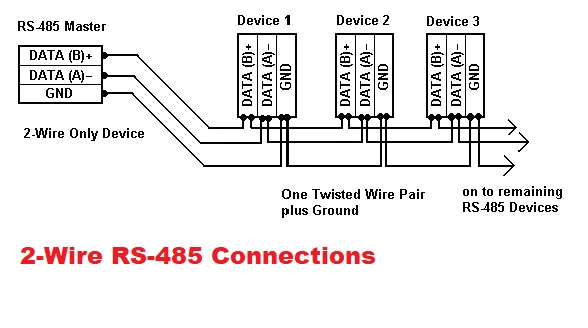 RS-485 Master
DATA (B)+
DATA (A)−
GND
2-Wire Only Device
Device 1
DATA (B)+
DATA (A)−
GND
Device 2
DATA (B)+
DATA (A)−
GND
Device 3
DATA (B)+
DATA (A)−
GND
One Twisted Wire Pair
plus Ground
on to remaining
RS-485 Devices
2-Wire RS-485 Connections